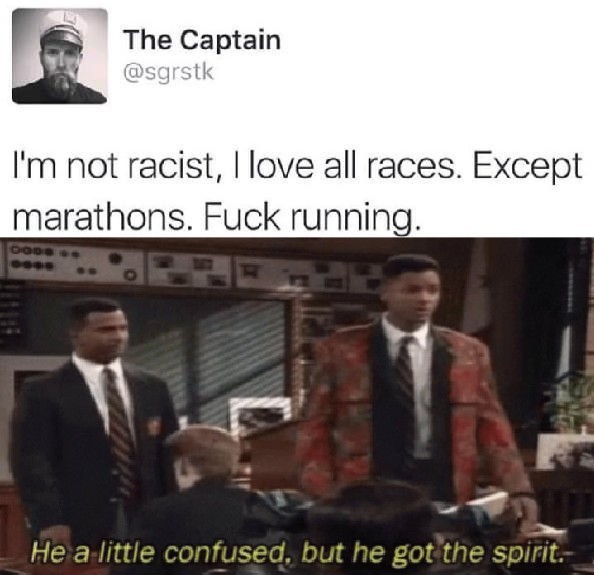 The Captain
@sgrstk
I'm not racist, I love all races. Except
marathons. Fuck running.
He a little confused, but he got the spirit.